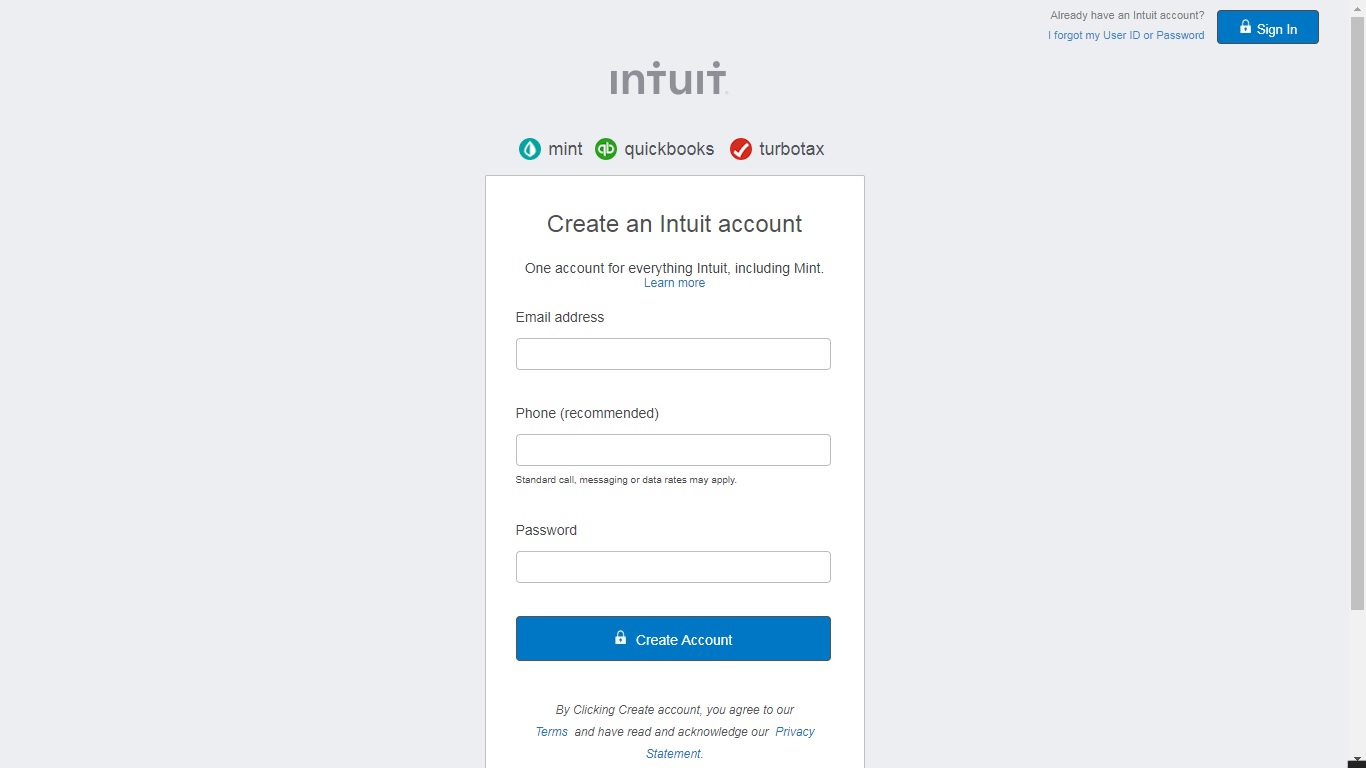 Already have an Intuit account?
I forgot my User ID or Password
Sign In
intuit
mint
qb quickbooks
turbotax
Create an Intuit account
One account for everything Intuit, including Mint.
Learn more
Email address
Phone (recommended)
Standard call, messaging or data rates may apply.
Password
Create Account
By Clicking Create account, you agree to our
Terms and have read and acknowledge our Privacy
Statement.